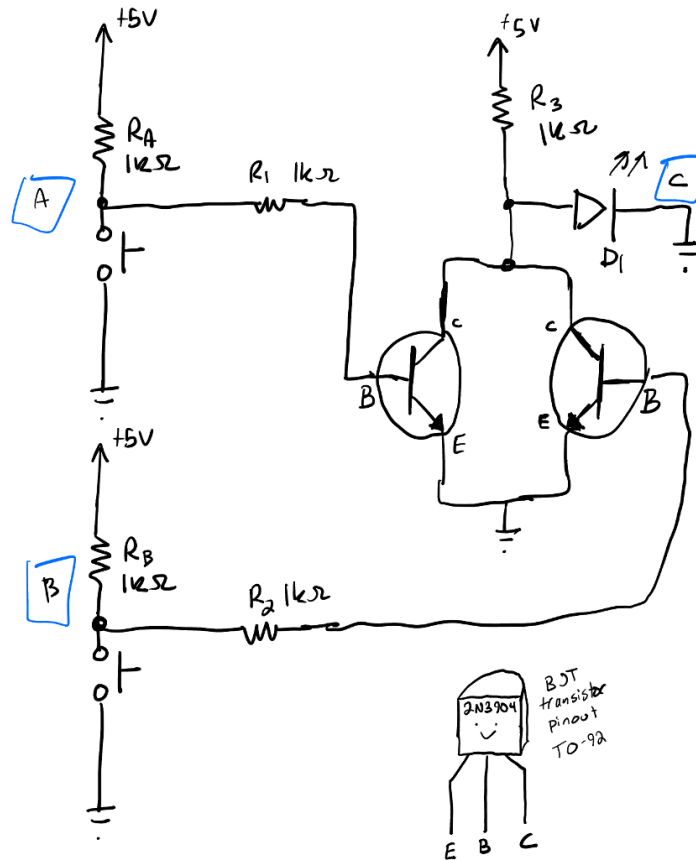 +5V
RA
1kΩ
A
R1 1kΩ
+5V
R3
1kΩ
C
D1
C
B
E
C
B
E
+5V
RB
1kΩ
B
R2 1kΩ
2N3904
BJT
transistor
pinout
TO-92
E B C